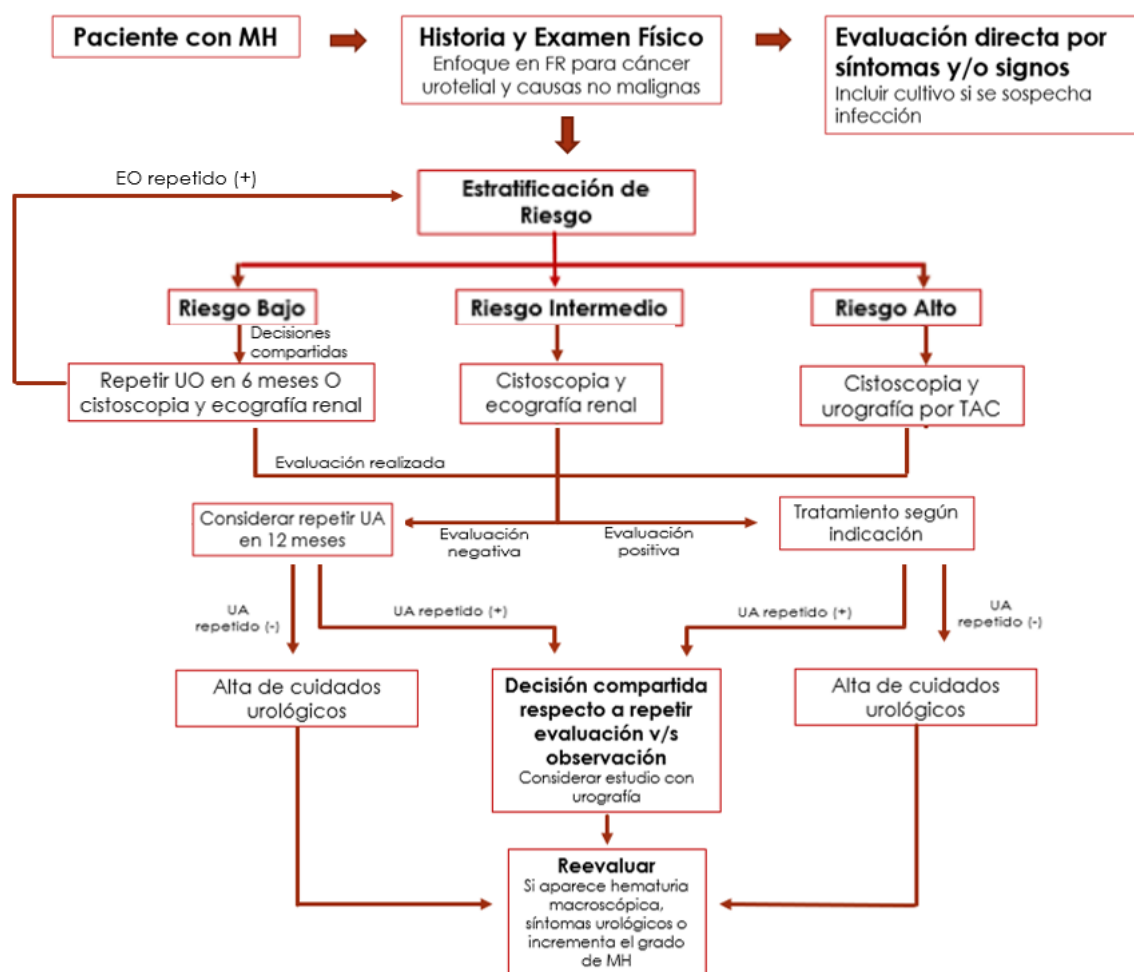 Paciente con MH
Historia y Examen Físico
Enfoque en FR para cáncer
urotelial y causas no malignas
Evaluación directa por
síntomas y/o signos
Incluir cultivo si se sospecha
infección
EO repetido (+)
Estratificación de
Riesgo
Riesgo Bajo
Riesgo Intermedio
Riesgo Alto
Decisiones
compartidas
Repetir UO en 6 meses O
cistoscopia y ecografía renal
Cistoscopia y
ecografía renal
Cistoscopia y
urografía por TAC
Evaluación realizada
Considerar repetir UA
en 12 meses
Evaluación
negativa
Evaluación
positiva
Tratamiento según
indicación
UA
repetido (-)
UA repetido (+)
UA repetido (+)
UA
repetido (-)
Alta de cuidados
urológicos
Decisión compartida
respecto a repetir
evaluación v/s
observación
Considerar estudio con
urografía
Alta de cuidados
urológicos
Reevaluar
Si aparece hematuria
macroscópica,
síntomas urológicos o
incrementa el grado
de MH